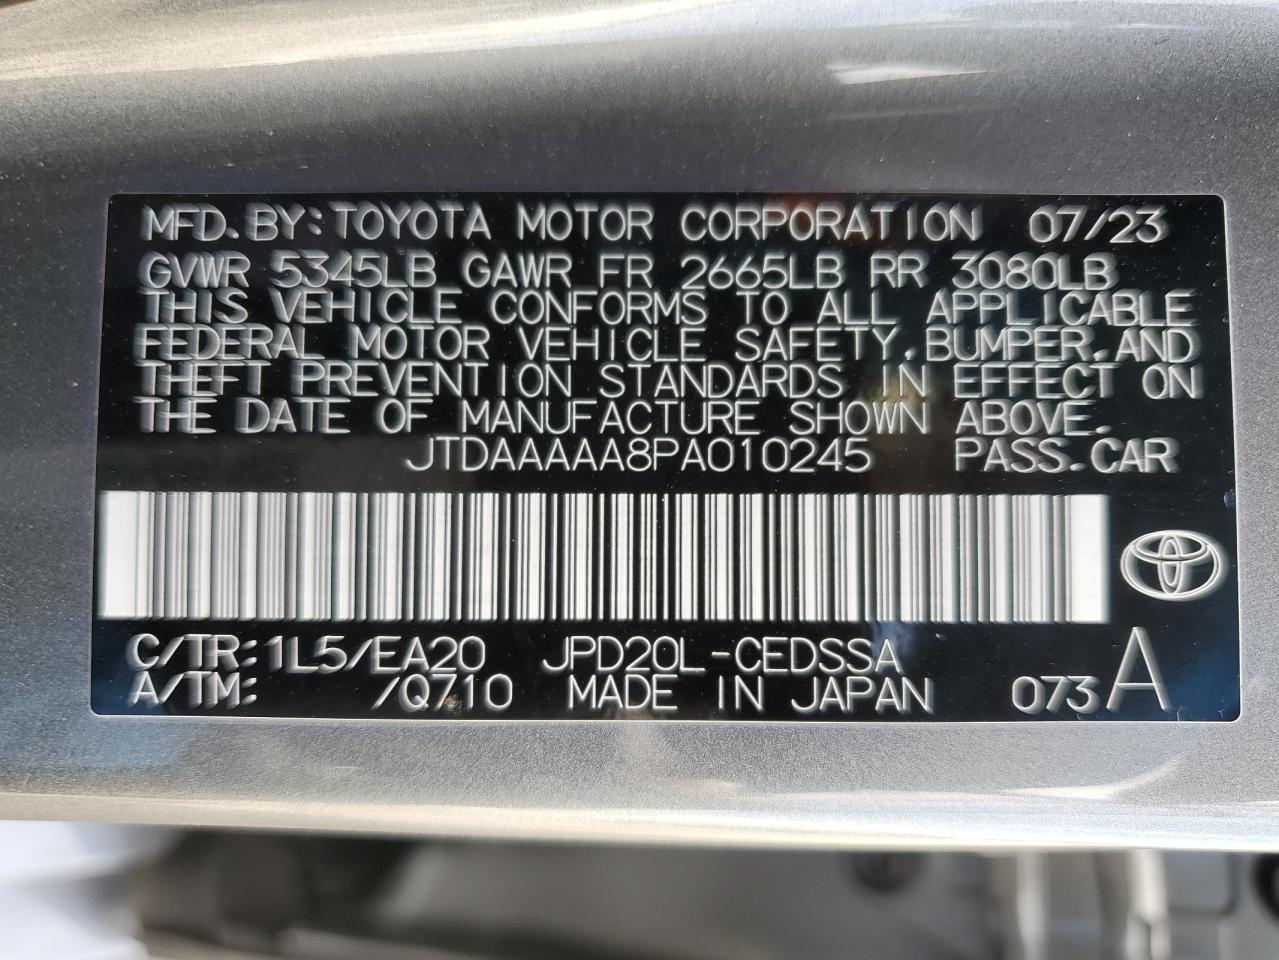 MFD.BY:TOYOTA MOTOR CORPORATION 07/23
GVWR 5345LB GAWR FR 2665LB RR 3080LB
THIS VEHICLE CONFORMS TO ALL APPLICABLE
FEDERAL MOTOR VEHICLE SAFETY,BUMPER,AND
THEFT PREVENTION STANDARDS IN EFFECT ON
THE DATE OF MANUFACTURE SHOWN ABOVE.
JTDAAAAA8PA010245 PASS.CAR
C/TR:1L5/EA20 JPD20L-CEDSSA
A/TM: /Q710 MADE IN JAPAN 073 A